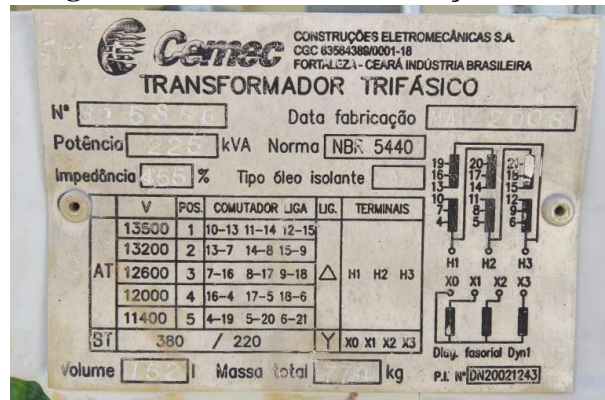 Cemec CONSTRUÇÕES ELETROMECÂNICAS S.A.
CGC 63564389/0001-18
FORTALEZA - CEARÁ INDÚSTRIA BRASILEIRA
TRANSFORMADOR TRIFÁSICO
Nº Data fabricação 2008
Potência 225 kVA Norma NBR 5440
Impedância % Tipo óleo isolante
V POS. COMUTADOR LIGA LIG. TERMINAIS
13800 1 10-13 11-14 12-15
13200 2 13-7 14-8 15-9
AT 12600 3 7-16 8-17 9-18 △ H1 H2 H3
12000 4 16-4 17-5 18-6
11400 5 4-19 5-20 6-21
BT 380 / 220 Y X0 X1 X2 X3
Volume 152 l Massa total kg
19 20 21
16 17 18
13 14 15
10 11 12
7 8 9
4 5 6
H1 H2 H3
X0 X1 X2 X3
Diag. fasorial Dyn1
P.I. Nº DN20021243